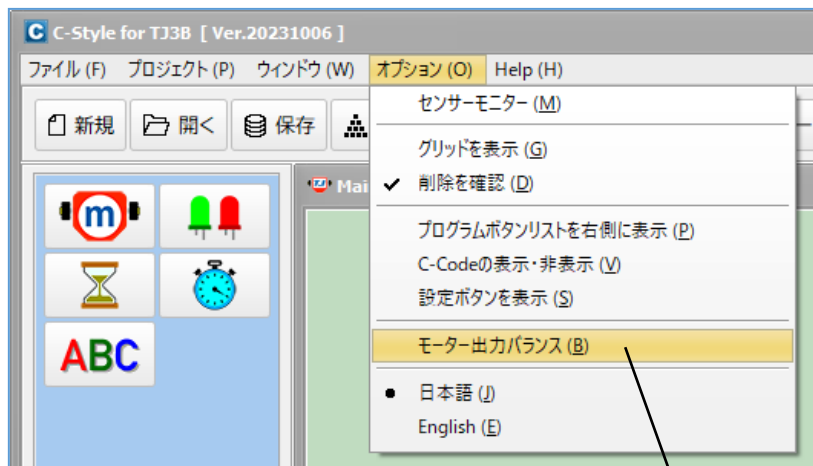 C-Style for TJ3B [ Ver.20231006 ]
ファイル (F) プロジェクト (P) ウィンドウ (W) オプション (O) Help (H)
新規 開く 保存
センサーモニター (M)
グリッドを表示 (G)
Mai
✔ 削除を確認 (D)
プログラムボタンリストを右側に表示 (P)
C-Codeの表示・非表示 (V)
設定ボタンを表示 (S)
m
ABC
モーター出力バランス (B)
● 日本語 (J)
English (E)